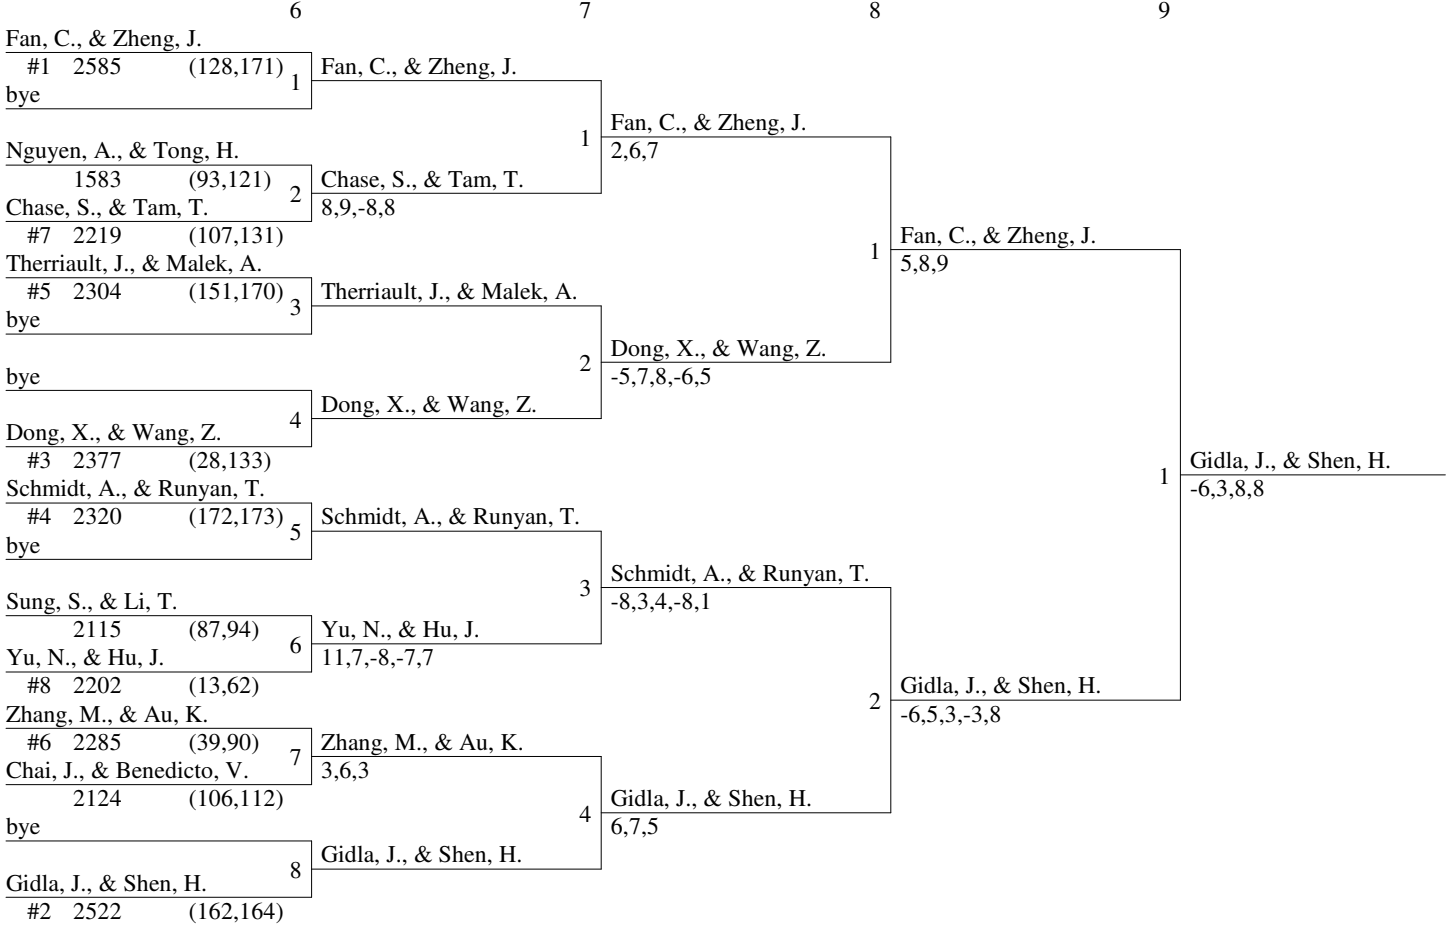 6 7 8 9
Fan, C., & Zheng, J.
#1 2585 (128,171) 1 Fan, C., & Zheng, J.
bye
1 Fan, C., & Zheng, J.
2,6,7
Nguyen, A., & Tong, H.
1583 (93,121) 2 Chase, S., & Tam, T.
Chase, S., & Tam, T. 8,9,-8,8
#7 2219 (107,131)
1 Fan, C., & Zheng, J.
5,8,9
Therriault, J., & Malek, A.
#5 2304 (151,170) 3 Therriault, J., & Malek, A.
bye
2 Dong, X., & Wang, Z.
-5,7,8,-6,5
bye
4 Dong, X., & Wang, Z.
Dong, X., & Wang, Z.
#3 2377 (28,133)
1 Gidla, J., & Shen, H.
-6,3,8,8
Schmidt, A., & Runyan, T.
#4 2320 (172,173) 5 Schmidt, A., & Runyan, T.
bye
3 Schmidt, A., & Runyan, T.
-8,3,4,-8,1
Sung, S., & Li, T.
2115 (87,94) 6 Yu, N., & Hu, J.
Yu, N., & Hu, J. 11,7,-8,-7,7
#8 2202 (13,62)
2 Gidla, J., & Shen, H.
-6,5,3,-3,8
Zhang, M., & Au, K.
#6 2285 (39,90) 7 Zhang, M., & Au, K.
Chai, J., & Benedicto, V. 3,6,3
2124 (106,112)
4 Gidla, J., & Shen, H.
6,7,5
bye
8 Gidla, J., & Shen, H.
Gidla, J., & Shen, H.
#2 2522 (162,164)